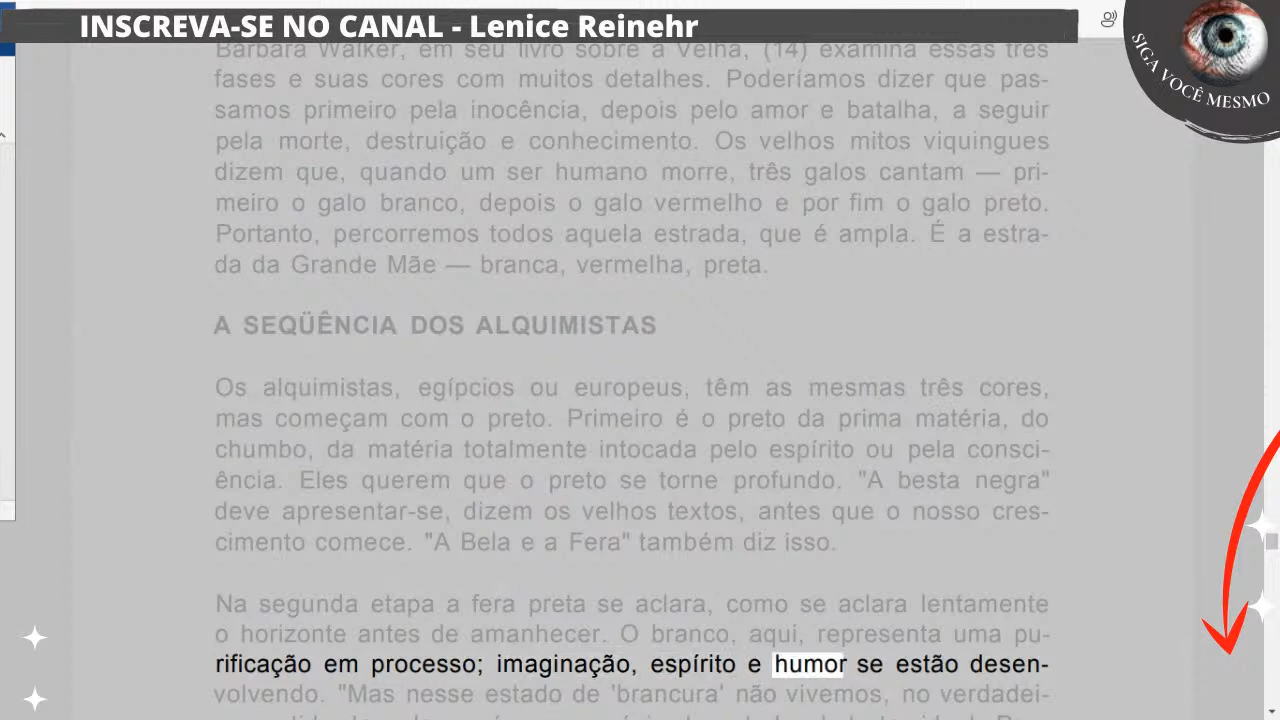 INSCREVA-SE NO CANAL - Lenice Reinehr
SIGA VOCÊ MESMO
Barbara Walker, em seu livro sobre a Velha, (14) examina essas três
fases e suas cores com muitos detalhes. Poderíamos dizer que pas-
samos primeiro pela inocência, depois pelo amor e batalha, a seguir
pela morte, destruição e conhecimento. Os velhos mitos viquingues
dizem que, quando um ser humano morre, três galos cantam — pri-
meiro o galo branco, depois o galo vermelho e por fim o galo preto.
Portanto, percorremos todos aquela estrada, que é ampla. É a estra-
da da Grande Mãe — branca, vermelha, preta.
A SEQÜÊNCIA DOS ALQUIMISTAS
Os alquimistas, egípcios ou europeus, têm as mesmas três cores,
mas começam com o preto. Primeiro é o preto da prima matéria, do
chumbo, da matéria totalmente intocada pelo espírito ou pela consci-
ência. Eles querem que o preto se torne profundo. "A besta negra"
deve apresentar-se, dizem os velhos textos, antes que o nosso cres-
cimento comece. "A Bela e a Fera" também diz isso.
Na segunda etapa a fera preta se aclara, como se aclara lentamente
o horizonte antes de amanhecer. O branco, aqui, representa uma pu-
rificação em processo; imaginação, espírito e humor se estão desen-
volvendo. "Mas nesse estado de 'brancura' não vivemos, no verdadei-